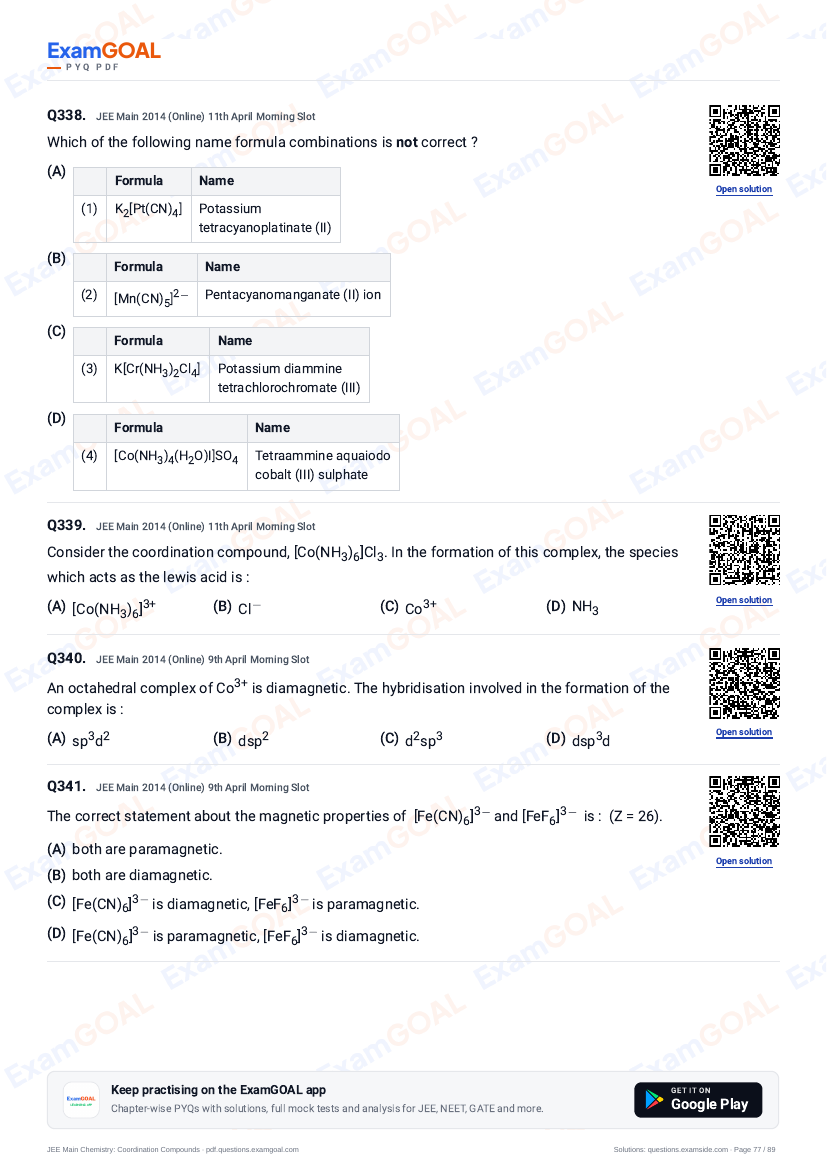 ExamGOAL
PYQ PDF
Q338. JEE Main 2014 (Online) 11th April Morning Slot
Which of the following name formula combinations is not correct ?
(A)
Formula Name
(1) K₂[Pt(CN)₄] Potassium
tetracyanoplatinate (II)
(B)
Formula Name
(2) [Mn(CN)₅]²⁻ Pentacyanomanganate (II) ion
(C)
Formula Name
(3) K[Cr(NH₃)₂Cl₄] Potassium diammine
tetrachlorochromate (III)
(D)
Formula Name
(4) [Co(NH₃)₄(H₂O)I]SO₄ Tetraammine aquaiodo
cobalt (III) sulphate
Open solution
Q339. JEE Main 2014 (Online) 11th April Morning Slot
Consider the coordination compound, [Co(NH₃)₆]Cl₃. In the formation of this complex, the species
which acts as the lewis acid is :
(A) [Co(NH₃)₆]³⁺ (B) Cl⁻ (C) Co³⁺ (D) NH₃
Open solution
Q340. JEE Main 2014 (Online) 9th April Morning Slot
An octahedral complex of Co³⁺ is diamagnetic. The hybridisation involved in the formation of the
complex is :
(A) sp³d² (B) dsp² (C) d²sp³ (D) dsp³d
Open solution
Q341. JEE Main 2014 (Online) 9th April Morning Slot
The correct statement about the magnetic properties of [Fe(CN)₆]³⁻ and [FeF₆]³⁻ is : (Z = 26).
(A) both are paramagnetic.
(B) both are diamagnetic.
(C) [Fe(CN)₆]³⁻ is diamagnetic, [FeF₆]³⁻ is paramagnetic.
(D) [Fe(CN)₆]³⁻ is paramagnetic, [FeF₆]³⁻ is diamagnetic.
Open solution
ExamGOAL
Keep practising on the ExamGOAL app
Chapter-wise PYQs with solutions, full mock tests and analysis for JEE, NEET, GATE and more.
GET IT ON
Google Play
JEE Main Chemistry: Coordination Compounds · pdf.questions.examgoal.com
Solutions: questions.examside.com · Page 77 / 89